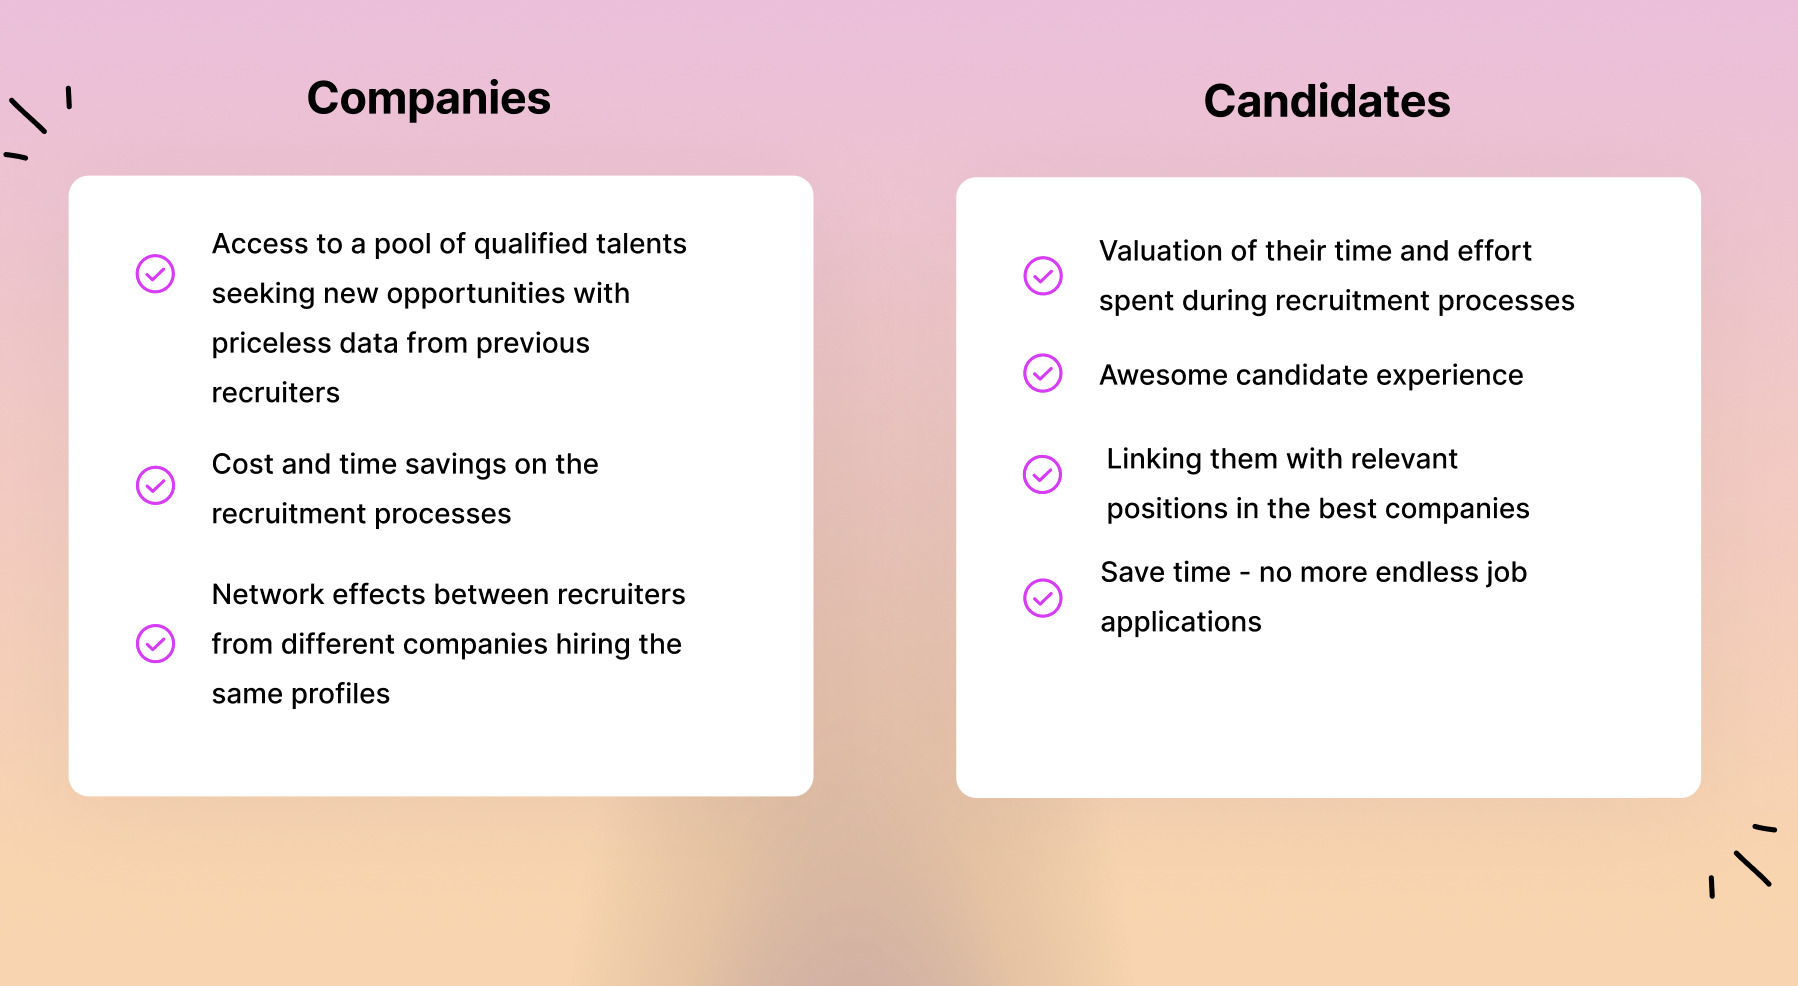 Companies
Access to a pool of qualified talents
seeking new opportunities with
priceless data from previous
recruiters
Cost and time savings on the
recruitment processes
Network effects between recruiters
from different companies hiring the
same profiles
Candidates
Valuation of their time and effort
spent during recruitment processes
Awesome candidate experience
Linking them with relevant
positions in the best companies
Save time - no more endless job
applications